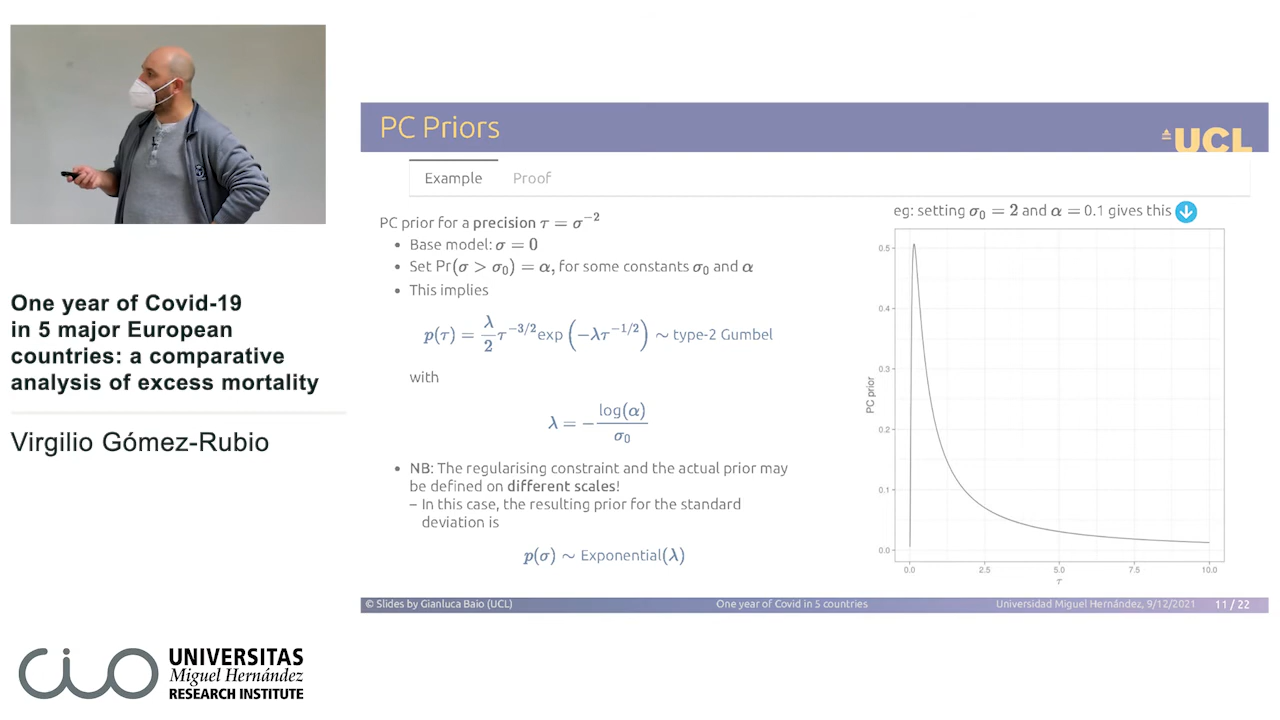 PC Priors
UCL
Example Proof
PC prior for a precision τ = σ⁻²
• Base model: σ = 0
• Set Pr(σ > σ₀) = α, for some constants σ₀ and α
• This implies
p(τ) = λ/2 τ^(−3/2) exp (−λτ^(−1/2)) ∼ type-2 Gumbel
with
λ = − log(α)/σ₀
• NB: The regularising constraint and the actual prior may
be defined on different scales!
– In this case, the resulting prior for the standard
deviation is
p(σ) ∼ Exponential(λ)
eg: setting σ₀ = 2 and α = 0.1 gives this
PC prior
0.5
0.4
0.3
0.2
0.1
0.0
0.0 2.5 5.0 7.5 10.0
τ
© Slides by Gianluca Baio (UCL) One year of Covid in 5 countries Universidad Miguel Hernández, 9/12/2021 11 / 22
One year of Covid-19
in 5 major European
countries: a comparative
analysis of excess mortality
Virgilio Gómez-Rubio
cio
UNIVERSITAS
Miguel Hernández
RESEARCH INSTITUTE